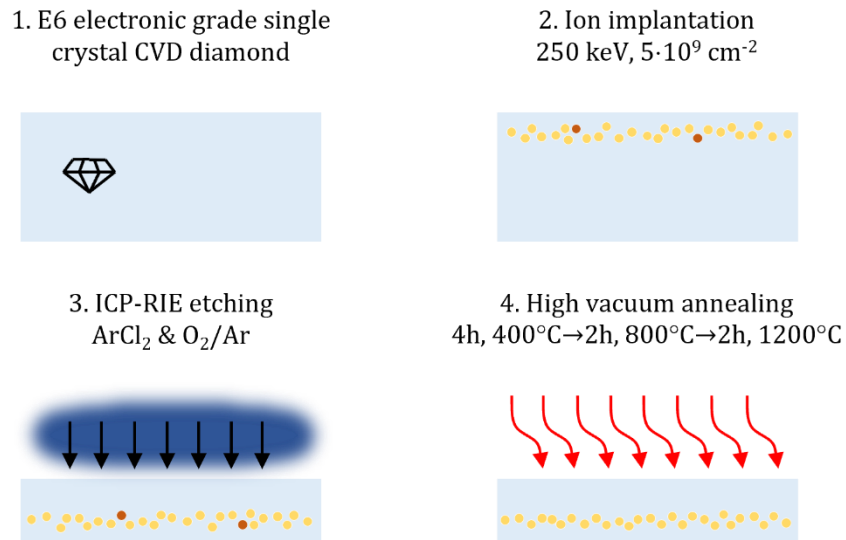 1. E6 electronic grade single
crystal CVD diamond
2. Ion implantation
250 keV, 5·10⁹ cm⁻²
3. ICP-RIE etching
ArCl₂ & O₂/Ar
4. High vacuum annealing
4h, 400°C→2h, 800°C→2h, 1200°C